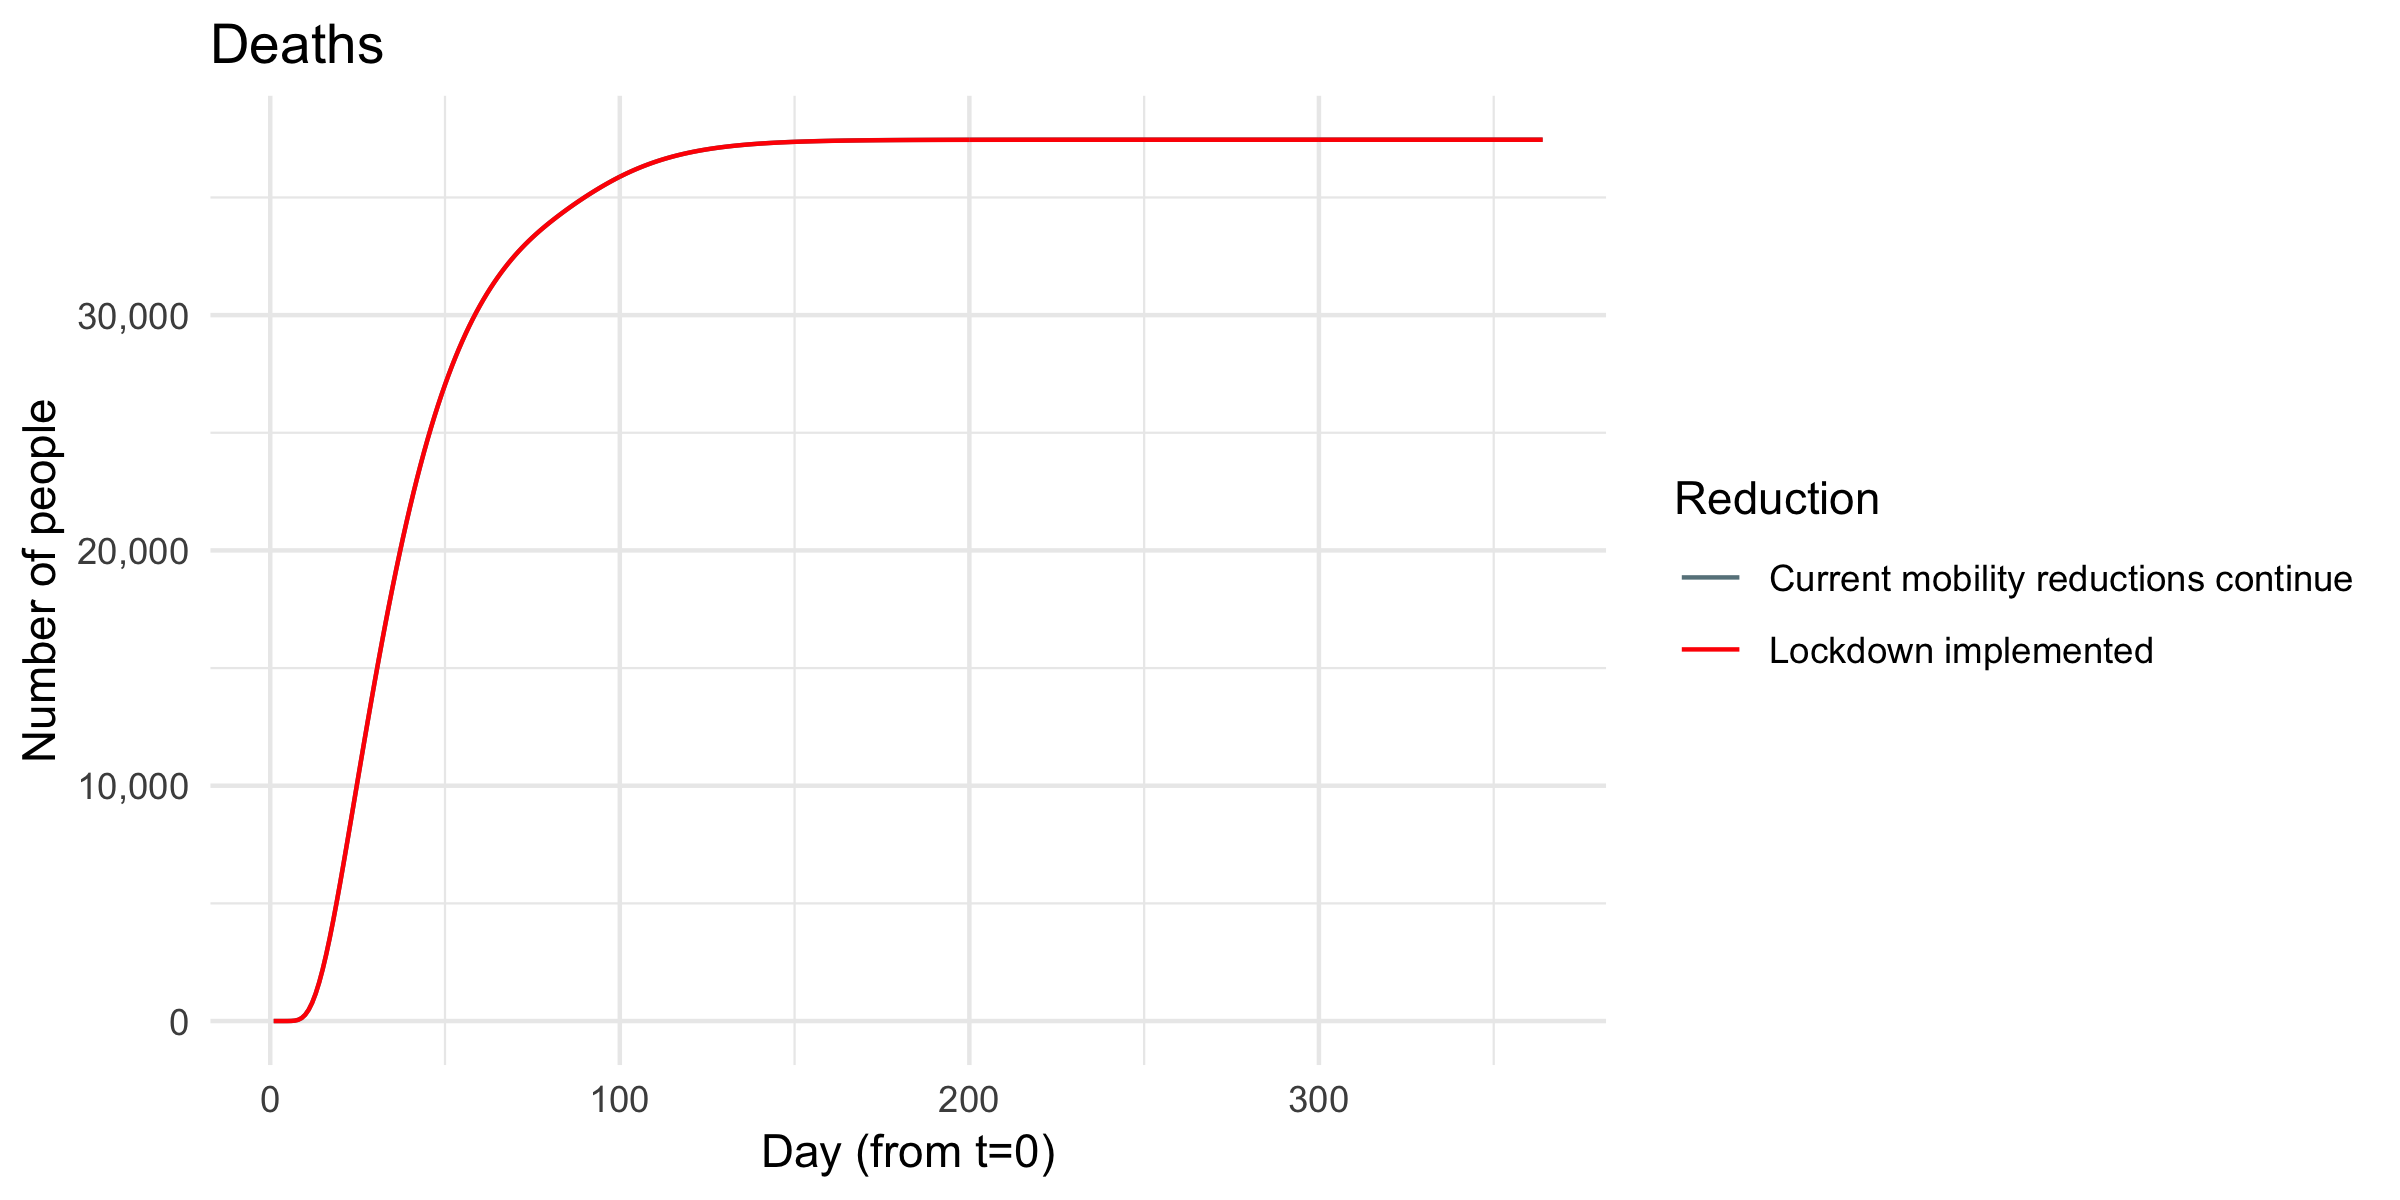 Deaths
Number of people
30,000
20,000
10,000
0
0 100 200 300
Day (from t=0)
Reduction
Current mobility reductions continue
Lockdown implemented